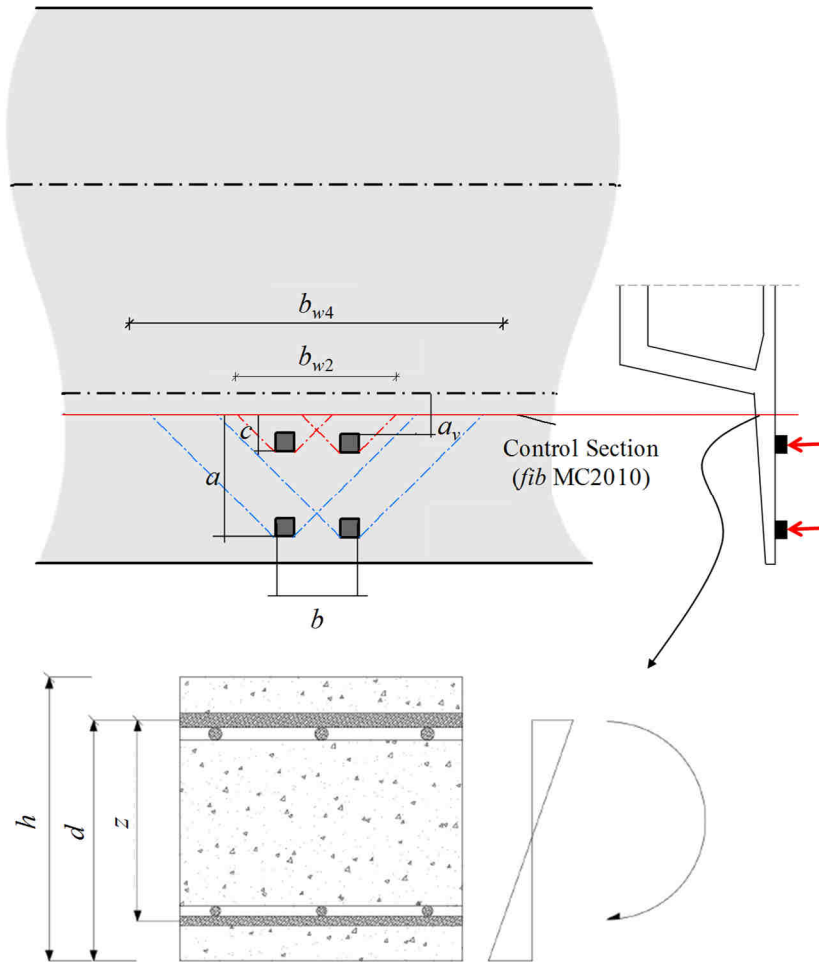 b_w4
b_w2
c
a_v
a
Control Section
(fib MC2010)
b
h
d
z